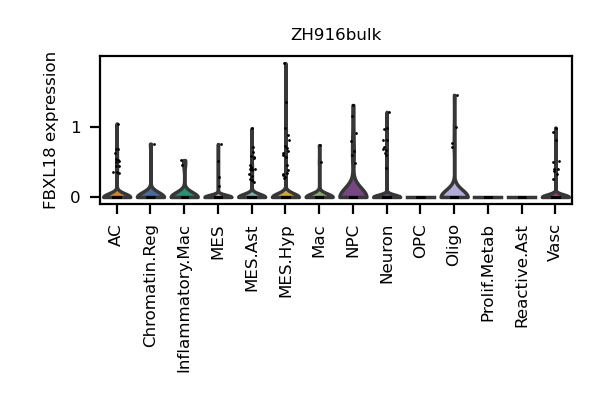 ZH916bulk
FBXL18 expression
1
0
AC
Chromatin.Reg
Inflammatory.Mac
MES
MES.Ast
MES.Hyp
Mac
NPC
Neuron
OPC
Oligo
Prolif.Metab
Reactive.Ast
Vasc